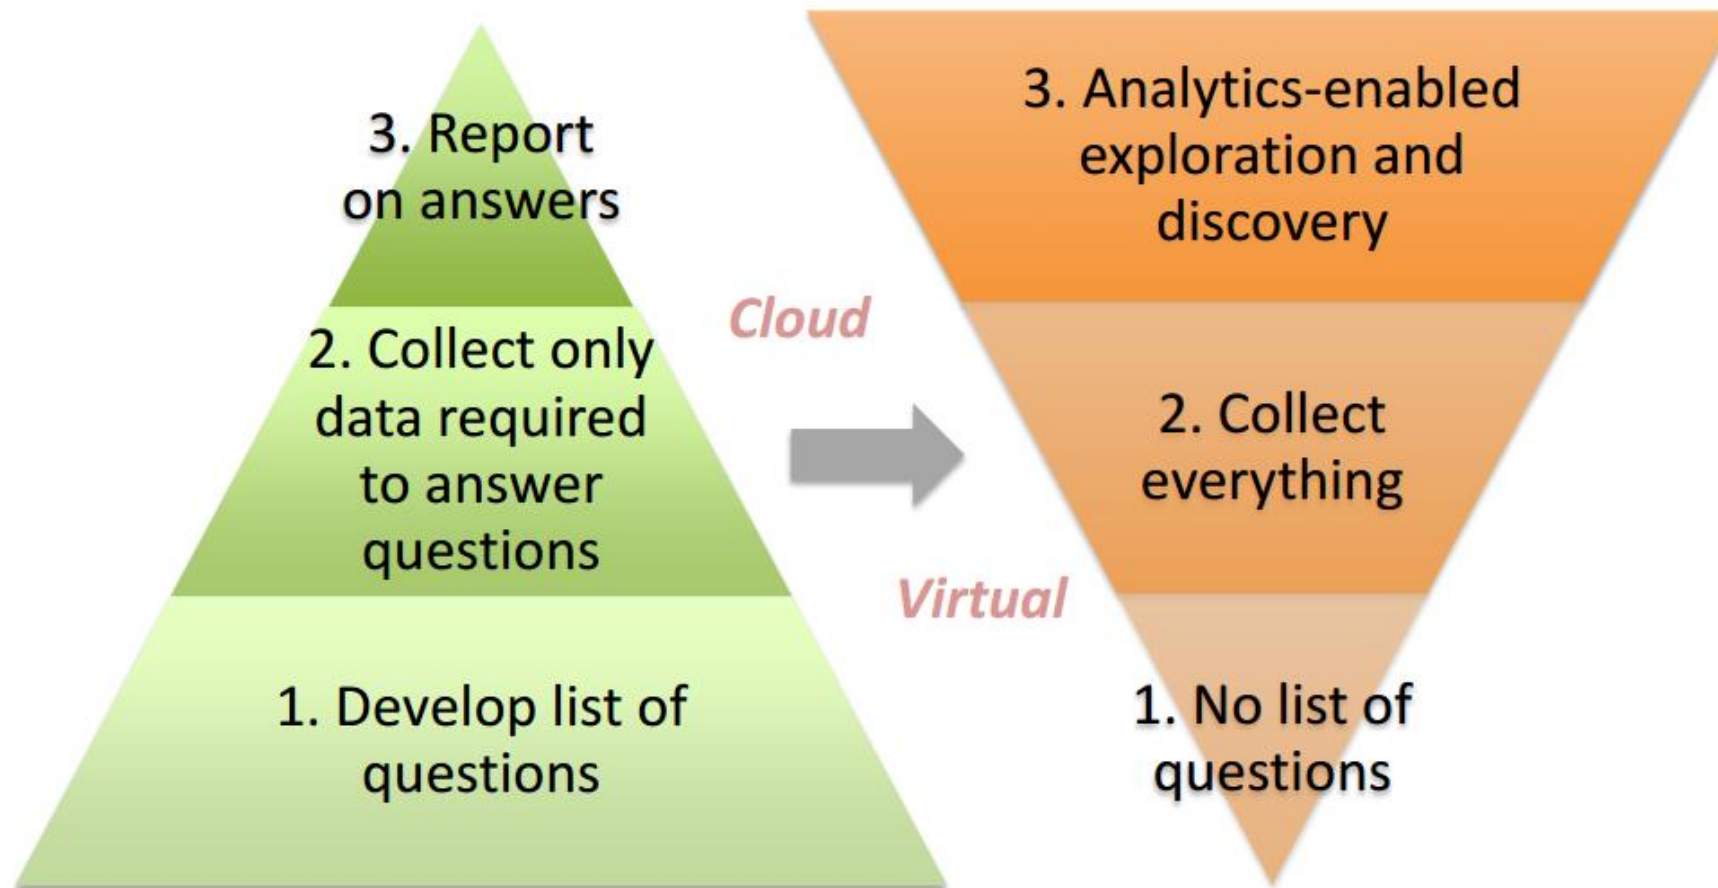 3. Report
on answers
2. Collect only
data required
to answer
questions
1. Develop list of
questions
Cloud
Virtual
3. Analytics-enabled
exploration and
discovery
2. Collect
everything
1. No list of
questions